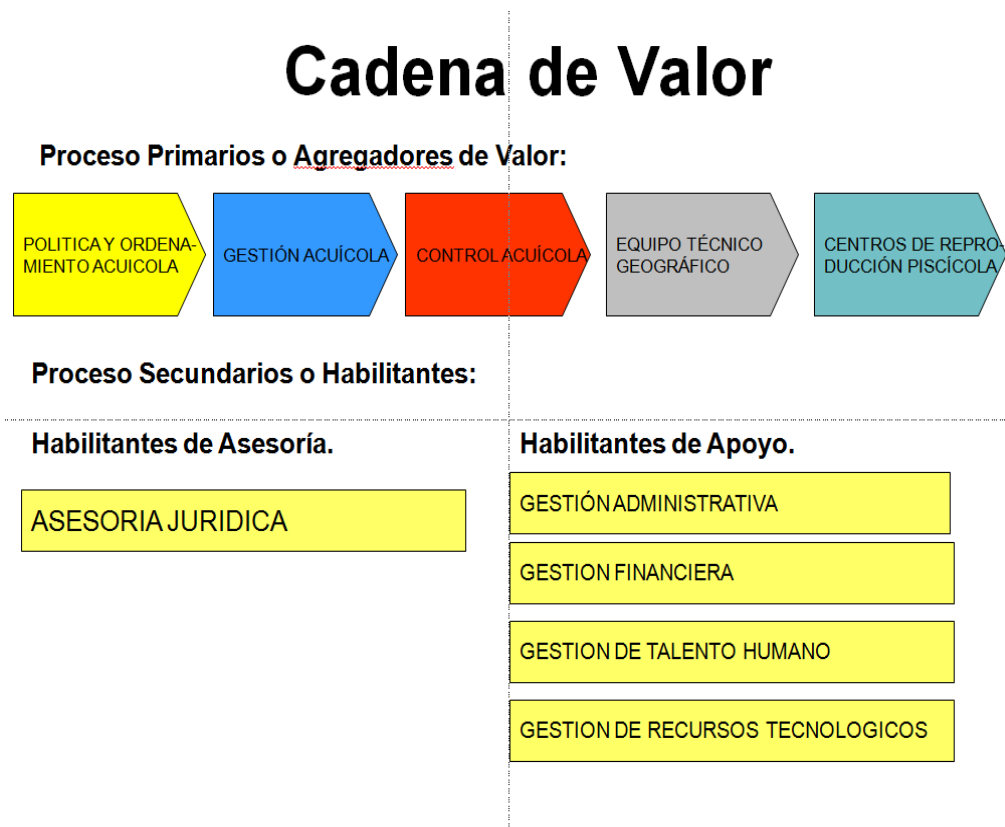 Cadena de Valor
Proceso Primarios o Agregadores de Valor:
POLITICA Y ORDENA-
MIENTO ACUICOLA
GESTIÓN ACUÍCOLA
CONTROL ACUÍCOLA
EQUIPO TÉCNICO
GEOGRÁFICO
CENTROS DE REPRO-
DUCCIÓN PISCÍCOLA
Proceso Secundarios o Habilitantes:
Habilitantes de Asesoría.
ASESORIA JURIDICA
Habilitantes de Apoyo.
GESTIÓN ADMINISTRATIVA
GESTION FINANCIERA
GESTION DE TALENTO HUMANO
GESTION DE RECURSOS TECNOLOGICOS